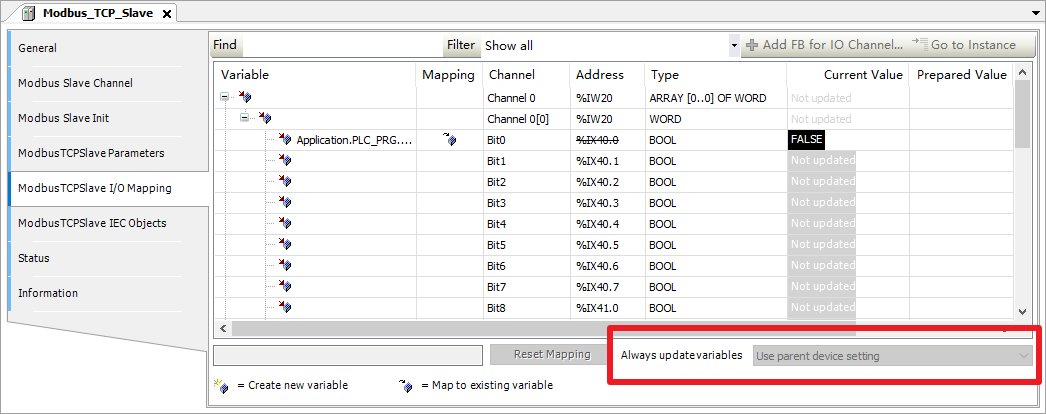 Modbus_TCP_Slave
General
Modbus Slave Channel
Modbus Slave Init
ModbusTCPSlave Parameters
ModbusTCPSlave I/O Mapping
ModbusTCPSlave IEC Objects
Status
Information
Find Filter Show all Add FB for IO Channel... Go to Instance
Variable Mapping Channel Address Type Current Value Prepared Value
Channel 0 %IW20 ARRAY [0..0] OF WORD Not updated
Channel 0[0] %IW20 WORD Not updated
Application.PLC_PRG.... Bit0 %IX40.0 BOOL FALSE
Bit1 %IX40.1 BOOL Not updated
Bit2 %IX40.2 BOOL Not updated
Bit3 %IX40.3 BOOL Not updated
Bit4 %IX40.4 BOOL Not updated
Bit5 %IX40.5 BOOL Not updated
Bit6 %IX40.6 BOOL Not updated
Bit7 %IX40.7 BOOL Not updated
Bit8 %IX41.0 BOOL Not updated
Reset Mapping Always update variables Use parent device setting
= Create new variable = Map to existing variable